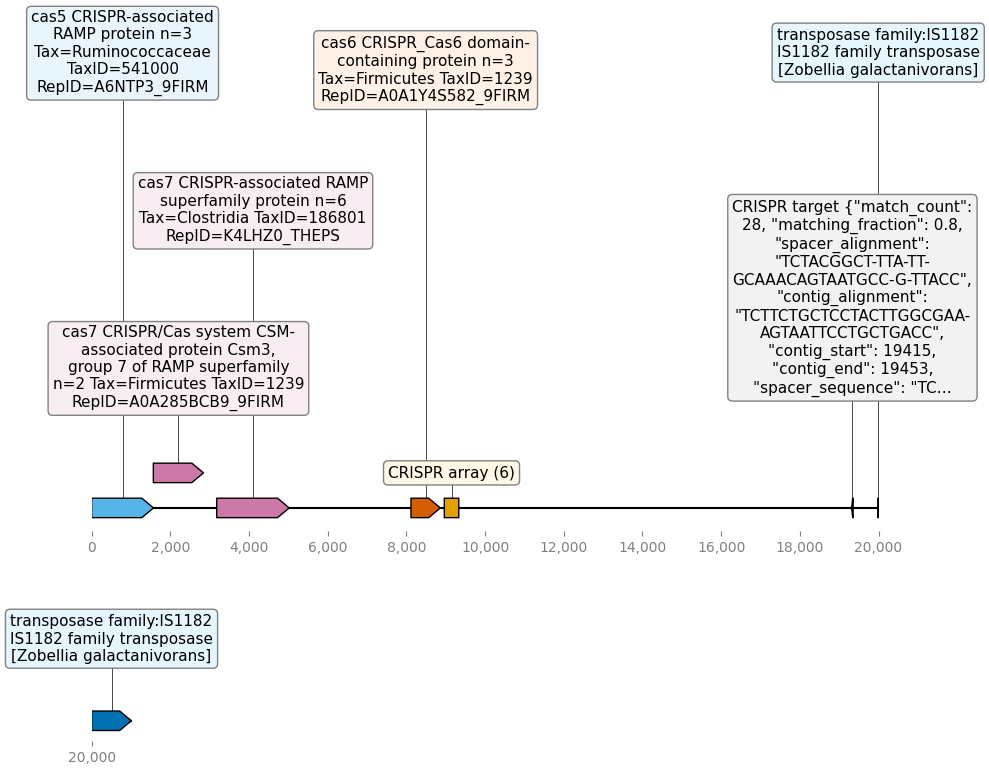 cas5 CRISPR-associated
RAMP protein n=3
Tax=Ruminococcaceae
TaxID=541000
RepID=A6NTP3_9FIRM
cas6 CRISPR_Cas6 domain-
containing protein n=3
Tax=Firmicutes TaxID=1239
RepID=A0A1Y4S582_9FIRM
transposase family:IS1182
IS1182 family transposase
[Zobellia galactanivorans]
cas7 CRISPR-associated RAMP
superfamily protein n=6
Tax=Clostridia TaxID=186801
RepID=K4LHZ0_THEPS
CRISPR target {"match_count":
28, "matching_fraction": 0.8,
"spacer_alignment":
"TCTACGGCT-TTA-TT-
GCAAACAGTAATGCC-G-TTACC",
"contig_alignment":
"TCTTCTGCTCCTACTTGGCGAA-
AGTAATTCCTGCTGACC",
"contig_start": 19415,
"contig_end": 19453,
"spacer_sequence": "TC...
cas7 CRISPR/Cas system CSM-
associated protein Csm3,
group 7 of RAMP superfamily
n=2 Tax=Firmicutes TaxID=1239
RepID=A0A285BCB9_9FIRM
CRISPR array (6)
0 2,000 4,000 6,000 8,000 10,000 12,000 14,000 16,000 18,000 20,000
transposase family:IS1182
IS1182 family transposase
[Zobellia galactanivorans]
20,000